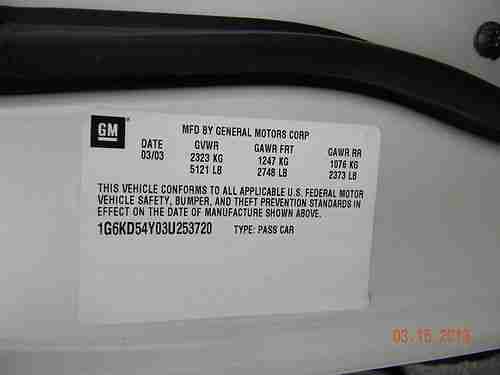 GM
MFD BY GENERAL MOTORS CORP
DATE GVWR GAWR FRT GAWR RR
03/03 2323 KG 1247 KG 1076 KG
5121 LB 2748 LB 2373 LB
THIS VEHICLE CONFORMS TO ALL APPLICABLE U.S. FEDERAL MOTOR
VEHICLE SAFETY, BUMPER, AND THEFT PREVENTION STANDARDS IN
EFFECT ON THE DATE OF MANUFACTURE SHOWN ABOVE.
1G6KD54Y03U253720 TYPE: PASS CAR
03.15.2013